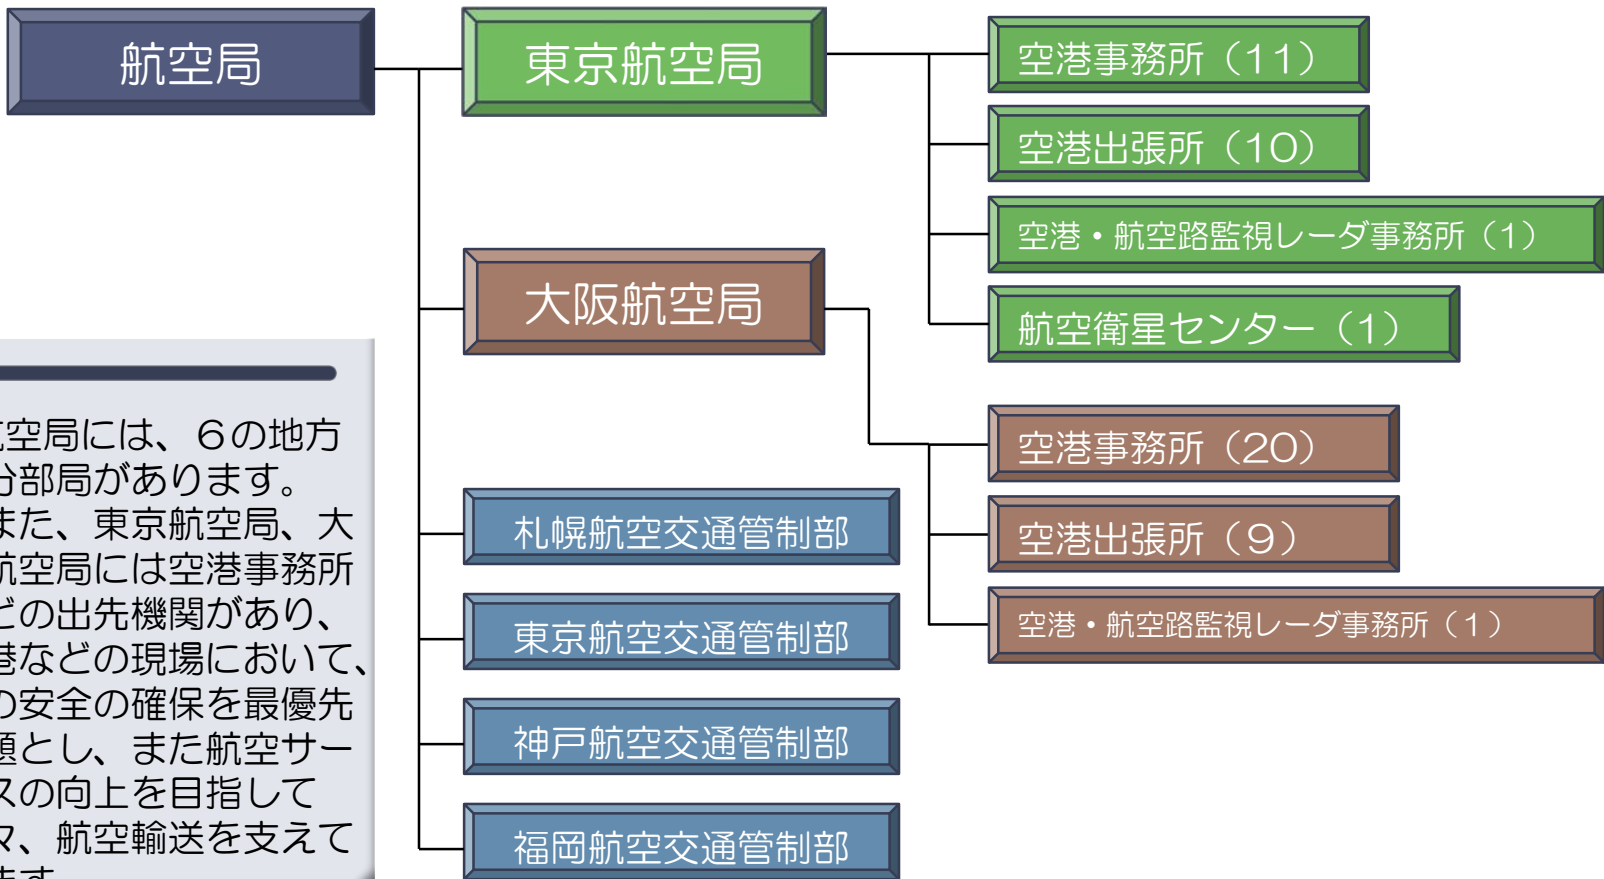 航空局
東京航空局
空港事務所（11）
空港出張所（10）
空港・航空路監視レーダ事務所（1）
航空衛星センター（1）
大阪航空局
空港事務所（20）
空港出張所（9）
空港・航空路監視レーダ事務所（1）
札幌航空交通管制部
東京航空交通管制部
神戸航空交通管制部
福岡航空交通管制部
空局には、６の地方
分部局があります。
また、東京航空局、大
航空局には空港事務所
どの出先機関があり、
港などの現場において、
の安全の確保を最優先
題とし、また航空サー
スの向上を目指して
々、航空輸送を支えて
ます